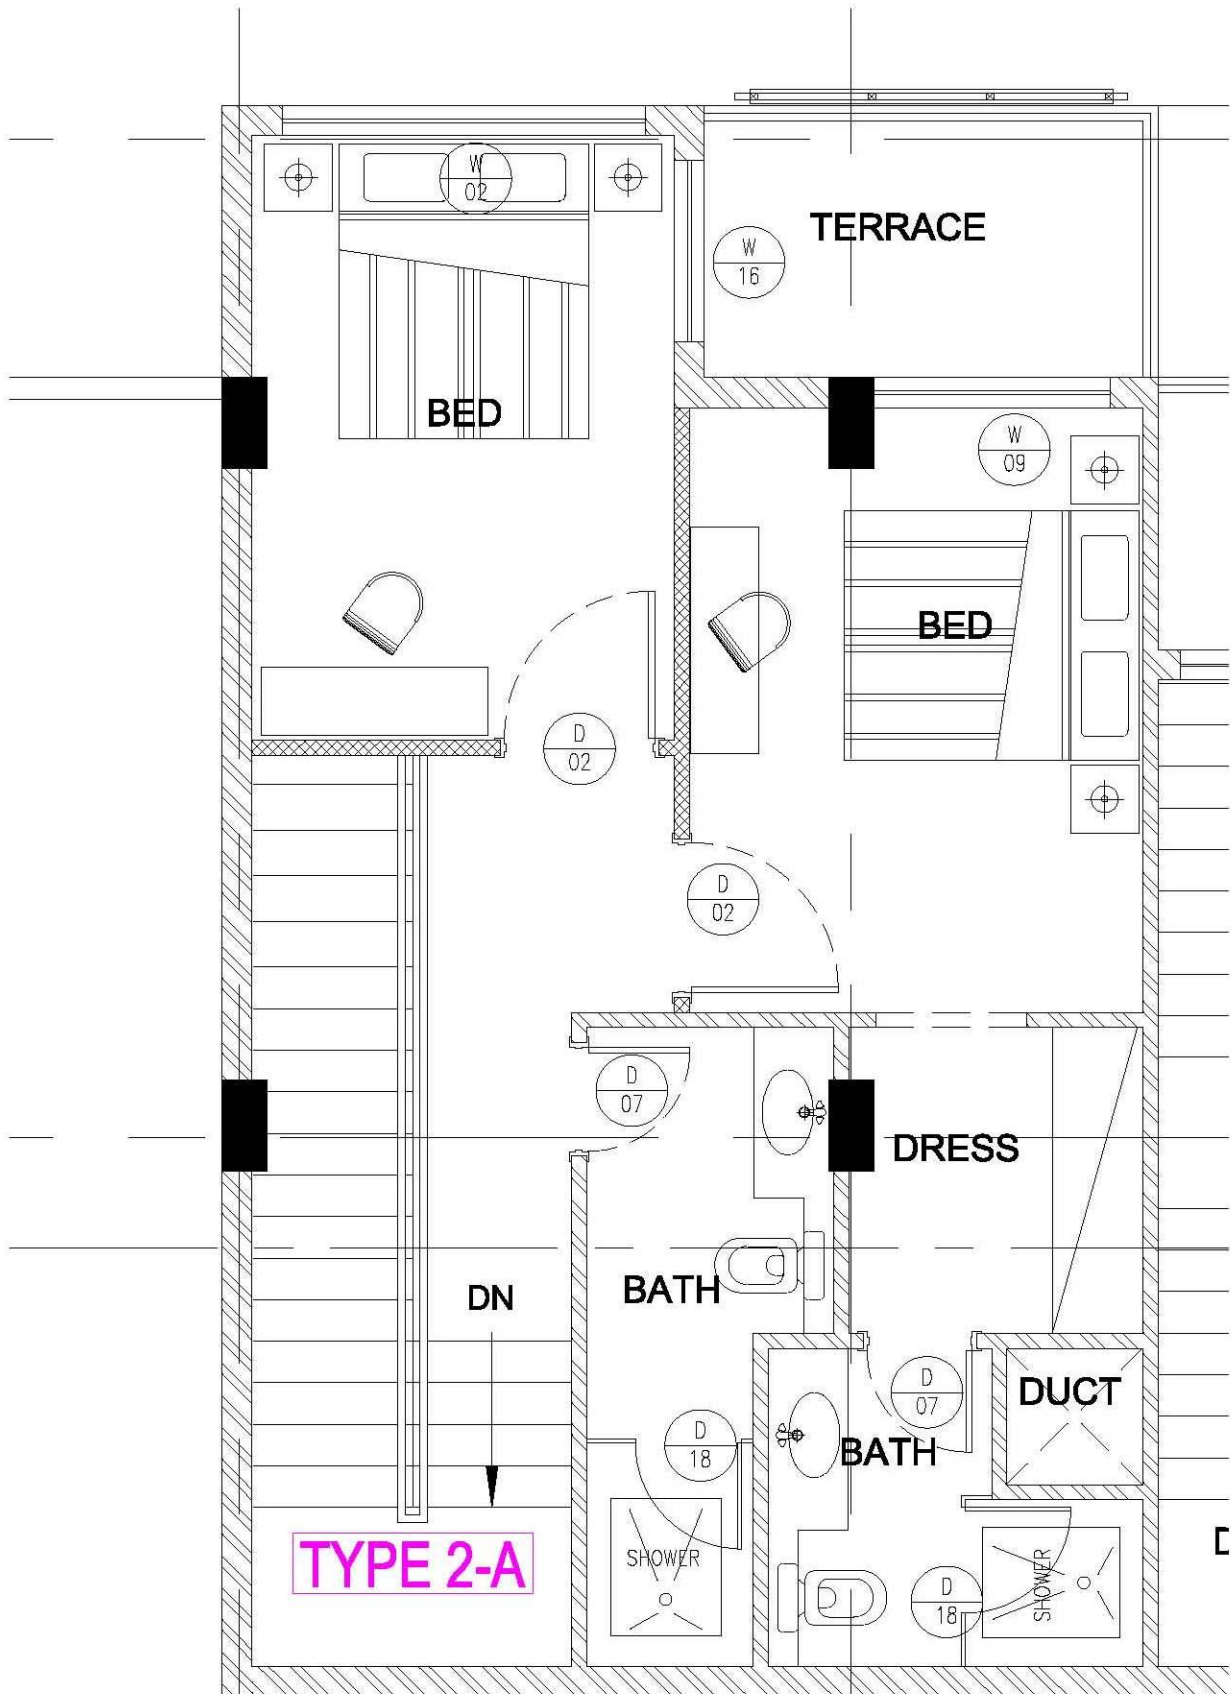 W
02
TERRACE
W
16
BED
W
09
BED
D
02
D
02
D
07
DRESS
BATH
DN
D
07
DUCT
D
18
BATH
TYPE 2-A
SHOWER
D
18
SHOWER